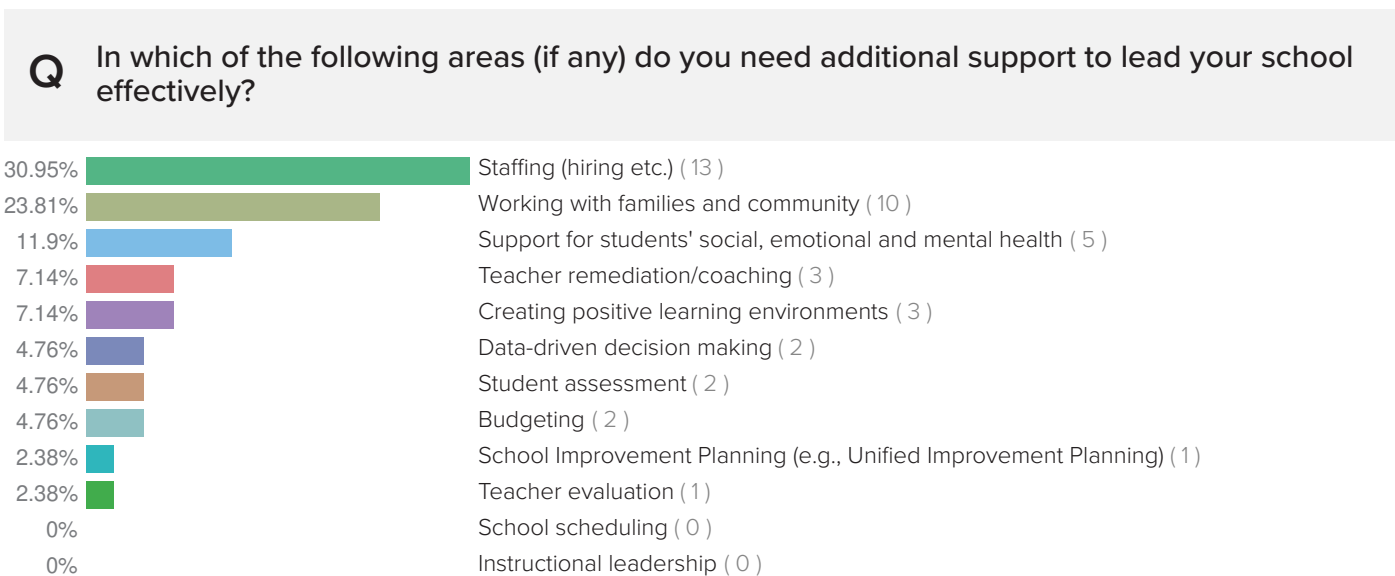 Q
In which of the following areas (if any) do you need additional support to lead your school
effectively?
30.95% Staffing (hiring etc.) ( 13 )
23.81% Working with families and community ( 10 )
11.9% Support for students' social, emotional and mental health ( 5 )
7.14% Teacher remediation/coaching ( 3 )
7.14% Creating positive learning environments ( 3 )
4.76% Data-driven decision making ( 2 )
4.76% Student assessment ( 2 )
4.76% Budgeting ( 2 )
2.38% School Improvement Planning (e.g., Unified Improvement Planning) ( 1 )
2.38% Teacher evaluation ( 1 )
0% School scheduling ( 0 )
0% Instructional leadership ( 0 )